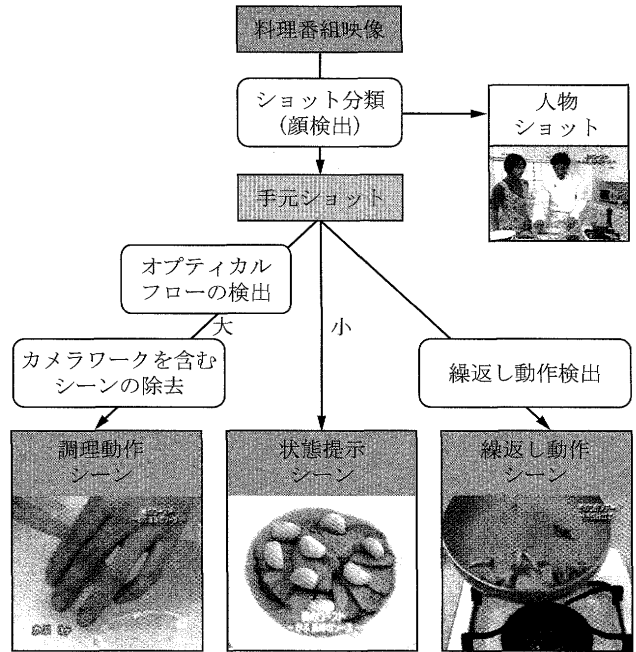 料理番組映像
ショット分類
(顔検出)
人物
ショット
手元ショット
オプティカル
フローの検出
大
小
カメラワークを含む
シーンの除去
繰返し動作検出
調理動作
シーン
状態提示
シーン
繰返し動作
シーン